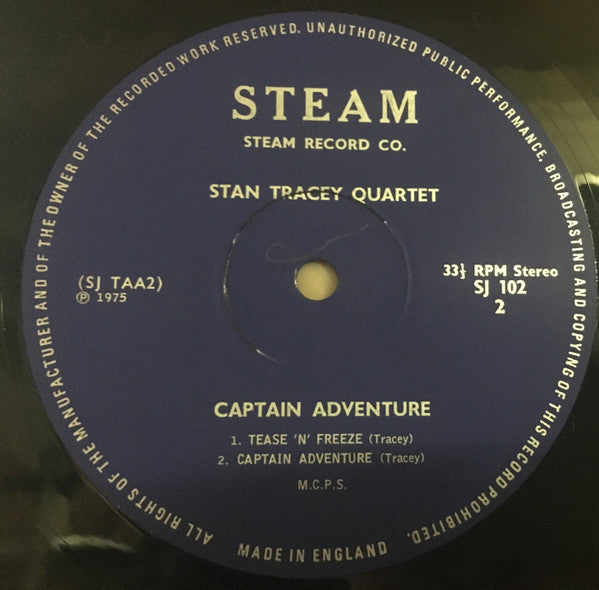 ALL RIGHTS OF THE MANUFACTURER AND OF THE OWNER OF THE RECORDED WORK RESERVED. UNAUTHORIZED PUBLIC PERFORMANCE, BROADCASTING AND COPYING OF THIS RECORD PROHIBITED.
STEAM
STEAM RECORD CO.
STAN TRACEY QUARTET
(SJ TAA2)
℗ 1975
33⅓ RPM Stereo
SJ 102
2
CAPTAIN ADVENTURE
1. TEASE 'N' FREEZE (Tracey)
2. CAPTAIN ADVENTURE (Tracey)
M.C.P.S.
MADE IN ENGLAND